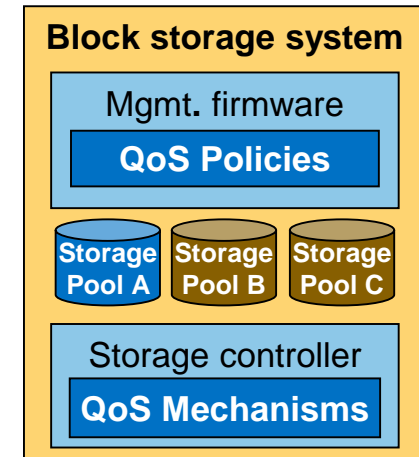 Block storage system
Mgmt. firmware
QoS Policies
Storage Storage Storage
Pool A Pool B Pool C
Storage controller
QoS Mechanisms